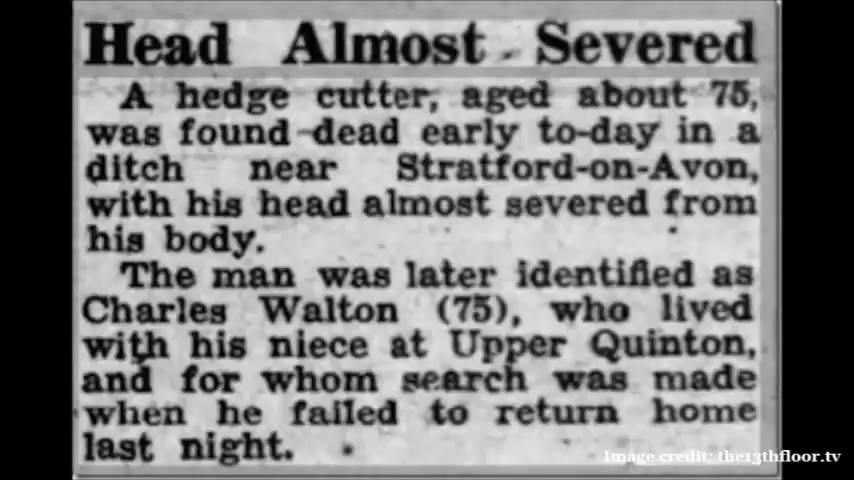 Head Almost Severed
A hedge cutter, aged about 75,
was found dead early to-day in a
ditch near Stratford-on-Avon,
with his head almost severed from
his body.
The man was later identified as
Charles Walton (75), who lived
with his niece at Upper Quinton,
and for whom search was made
when he failed to return home
last night.
Image credit: the13thfloor.tv